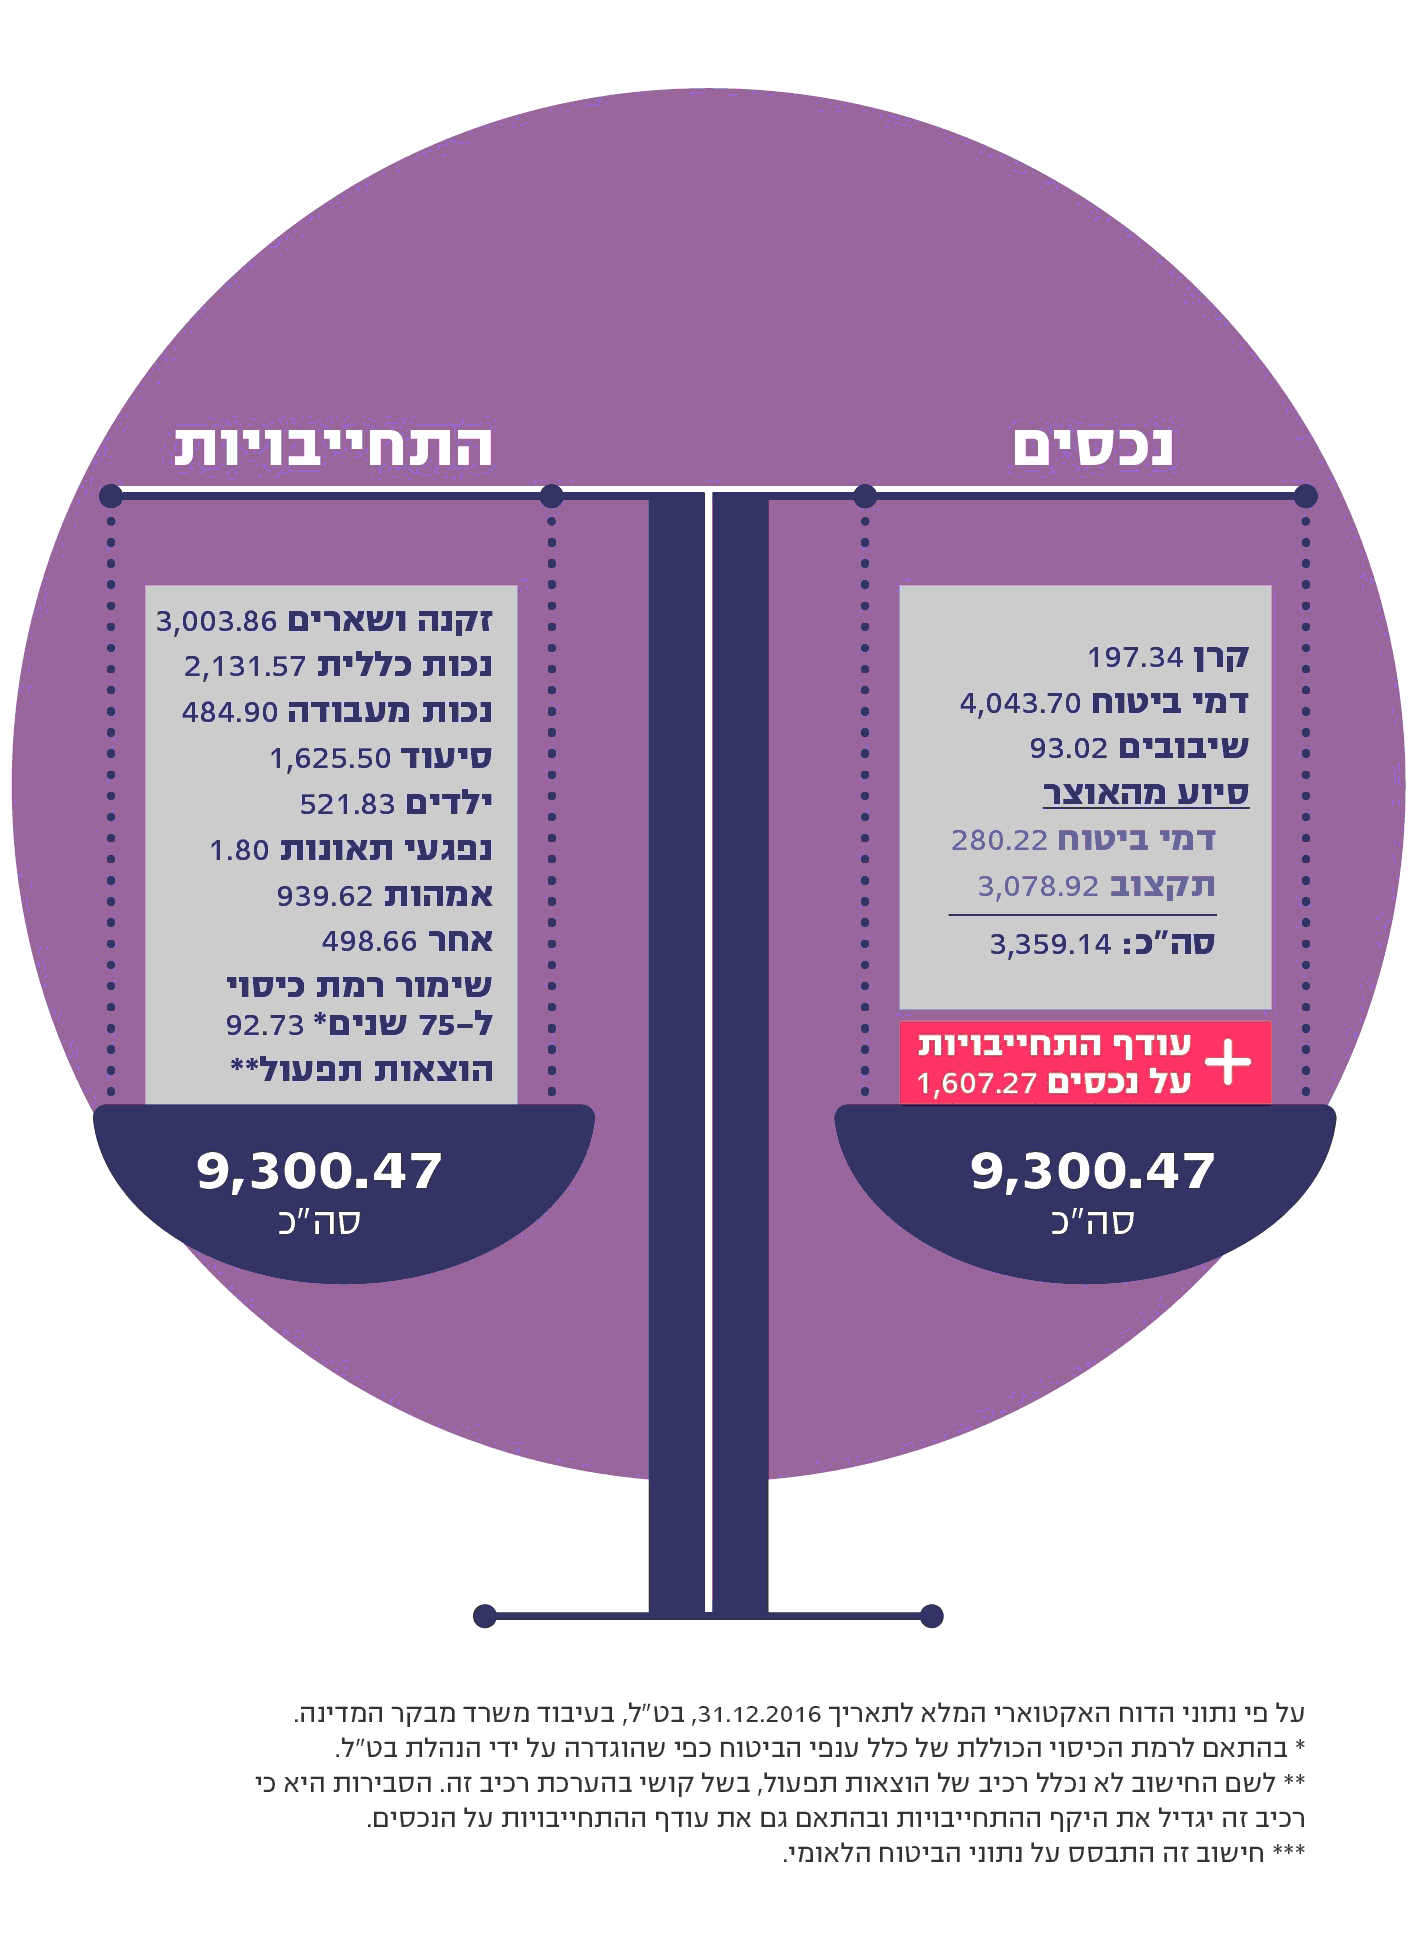 נכסים
קרן 197.34
דמי ביטוח 4,043.70
שיבובים 93.02
סיוע מהאוצר
דמי ביטוח 280.22
תקצוב 3,078.92
סה"כ: 3,359.14
+ עודף התחייבויות
על נכסים 1,607.27
9,300.47
סה"כ
התחייבויות
זקנה ושארים 3,003.86
נכות כללית 2,131.57
נכות מעבודה 484.90
סיעוד 1,625.50
ילדים 521.83
נפגעי תאונות 1.80
אמהות 939.62
אחר 498.66
שימור רמת כיסוי
ל-75 שנים* 92.73
הוצאות תפעול**
9,300.47
סה"כ
על פי נתוני הדוח האקטוארי המלא לתאריך 31.12.2016, בט"ל, בעיבוד משרד מבקר המדינה.
* בהתאם לרמת הכיסוי הכוללת של כלל ענפי הביטוח כפי שהוגדרה על ידי הנהלת בט"ל.
** לשם החישוב לא נכלל רכיב של הוצאות תפעול, בשל קושי בהערכת רכיב זה. הסבירות היא כי
רכיב זה יגדיל את היקף ההתחייבויות ובהתאם גם את עודף ההתחייבויות על הנכסים.
*** חישוב זה התבסס על נתוני הביטוח הלאומי.